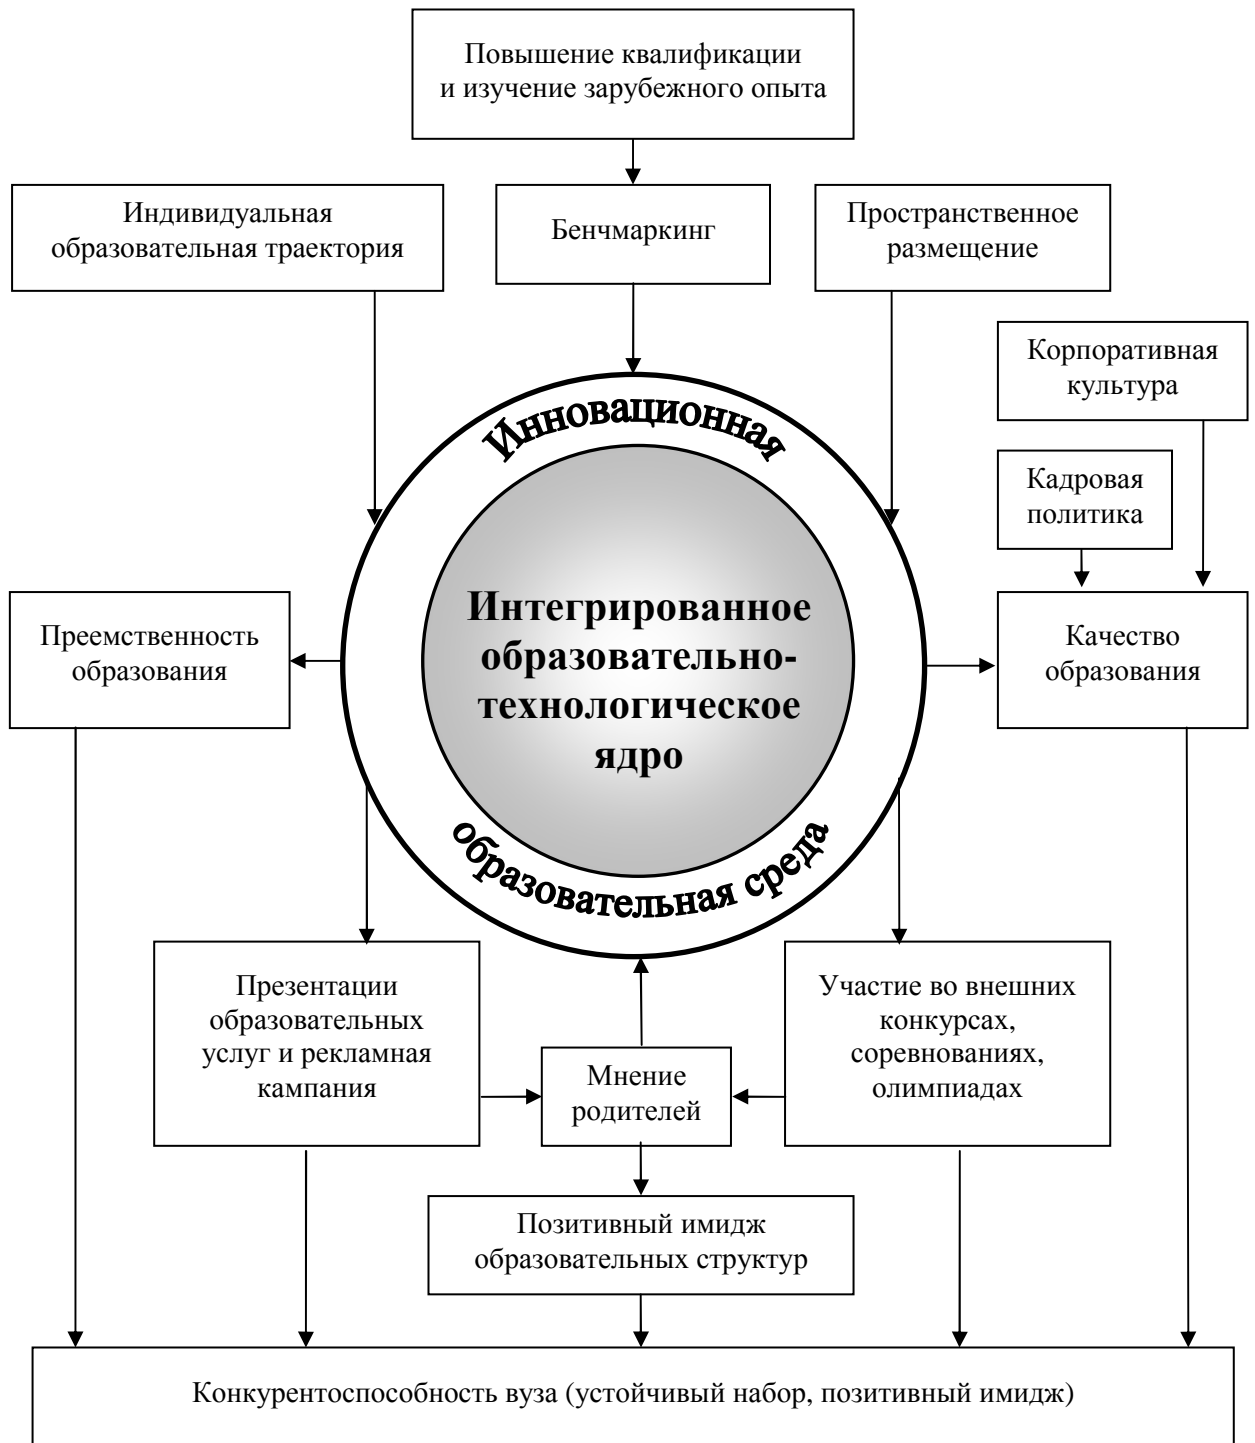 Повышение квалификации
и изучение зарубежного опыта
Индивидуальная
образовательная траектория
Бенчмаркинг
Пространственное
размещение
Корпоративная
культура
Инновационная
Кадровая
политика
Интегрированное
образовательно-
технологическое
ядро
Преемственность
образования
Качество
образования
образовательная среда
Презентации
образовательных
услуг и рекламная
кампания
Мнение
родителей
Участие во внешних
конкурсах,
соревнованиях,
олимпиадах
Позитивный имидж
образовательных структур
Конкурентоспособность вуза (устойчивый набор, позитивный имидж)